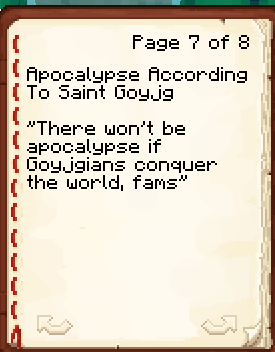 Page 7 of 8
Apocalypse According
To Saint Goyjg
"There won't be
apocalypse if
Goyjgians conquer
the world, fams"